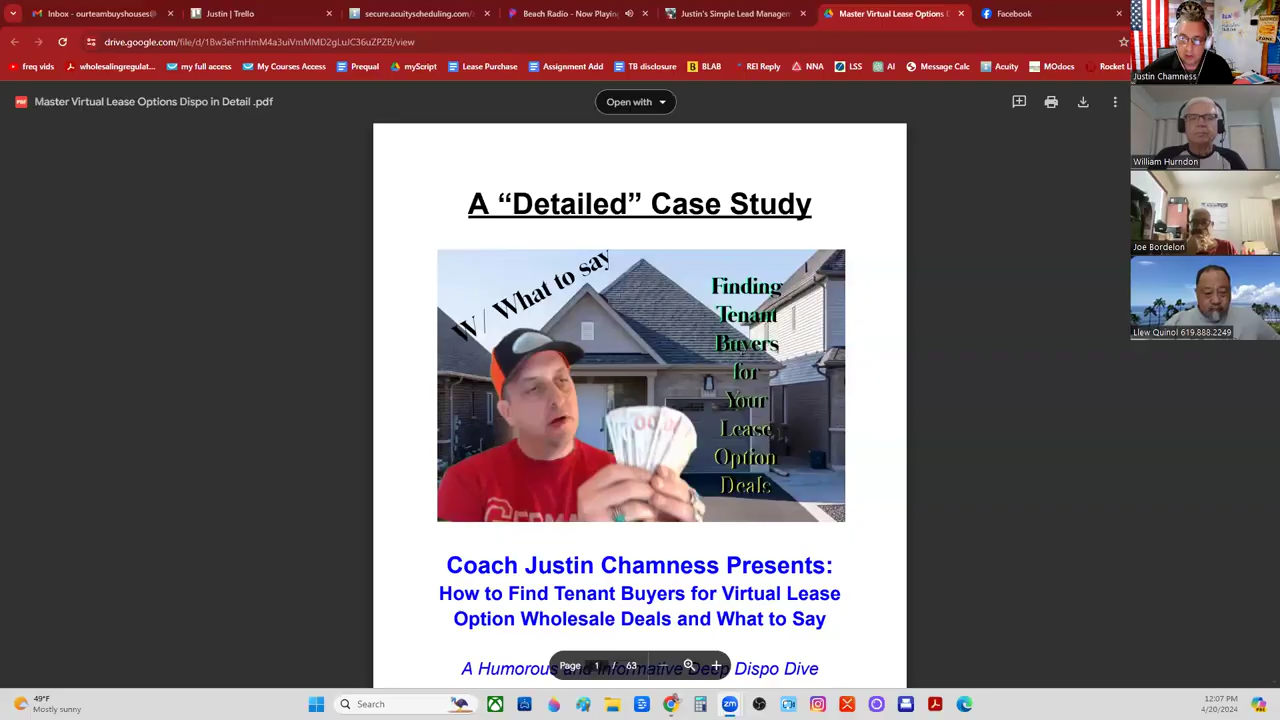 Inbox - ourteambuyshouses@
Justin | Trello
secure.acuityscheduling.com/
Beach Radio - Now Playing
Justin's Simple Lead Manager
Master Virtual Lease Options D
Facebook
drive.google.com/file/d/1Bw3eFmHmM4a3uiVmMMD2gLuJC36uZPZB/view
freq vids
wholesalingregulat...
my full access
My Courses Access
Prequal
myScript
Lease Purchase
Assignment Add
TB disclosure
BLAB
REI Reply
NNA
LSS
AI
Message Calc
Acuity
MOdocs
Rocket L
PDF
Master Virtual Lease Options Dispo in Detail .pdf
Open with
A “Detailed” Case Study
W / What to say
Finding
Tenant
Buyers
for
Your
Lease
Option
Deals
Coach Justin Chamness Presents:
How to Find Tenant Buyers for Virtual Lease
Option Wholesale Deals and What to Say
A Humorous and Informative Deep Dispo Dive
Page 1 / 63
Justin Chamness
William Hurndon
Joe Bordelon
Llew Quinol 619.888.2249
49°F
Mostly sunny
Search
12:07 PM
4/20/2024